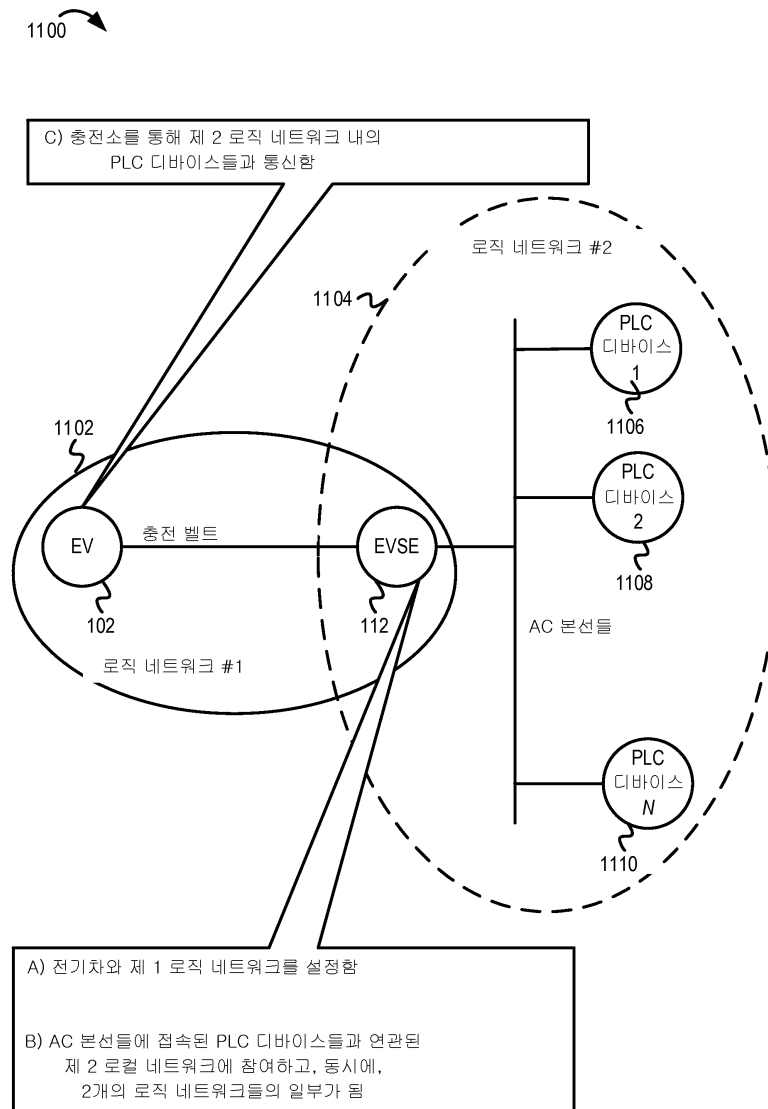 1100
C) 충전소를 통해 제 2 로직 네트워크 내의
PLC 디바이스들과 통신함
로직 네트워크 #2
1104
PLC
디바이스
1
1106
1102
PLC
디바이스
2
1108
EV
충전 벨트
EVSE
102
112
AC 본선들
로직 네트워크 #1
PLC
디바이스
N
1110
A) 전기차와 제 1 로직 네트워크를 설정함
B) AC 본선들에 접속된 PLC 디바이스들과 연관된
제 2 로컬 네트워크에 참여하고, 동시에,
2개의 로직 네트워크들의 일부가 됨